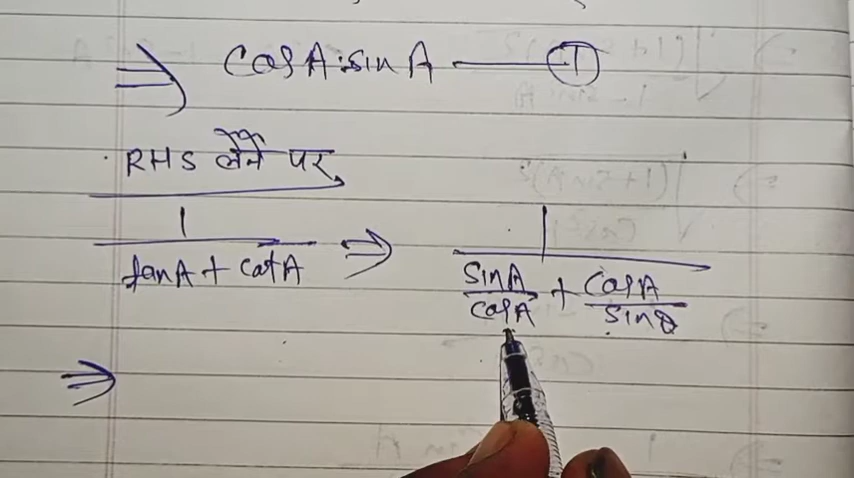 ⇒ CosA·sinA — ①
RHS लेने पर,
1/(tanA + CotA) ⇒ 1/(SinA/CosA + CosA/Sinθ)
⇒